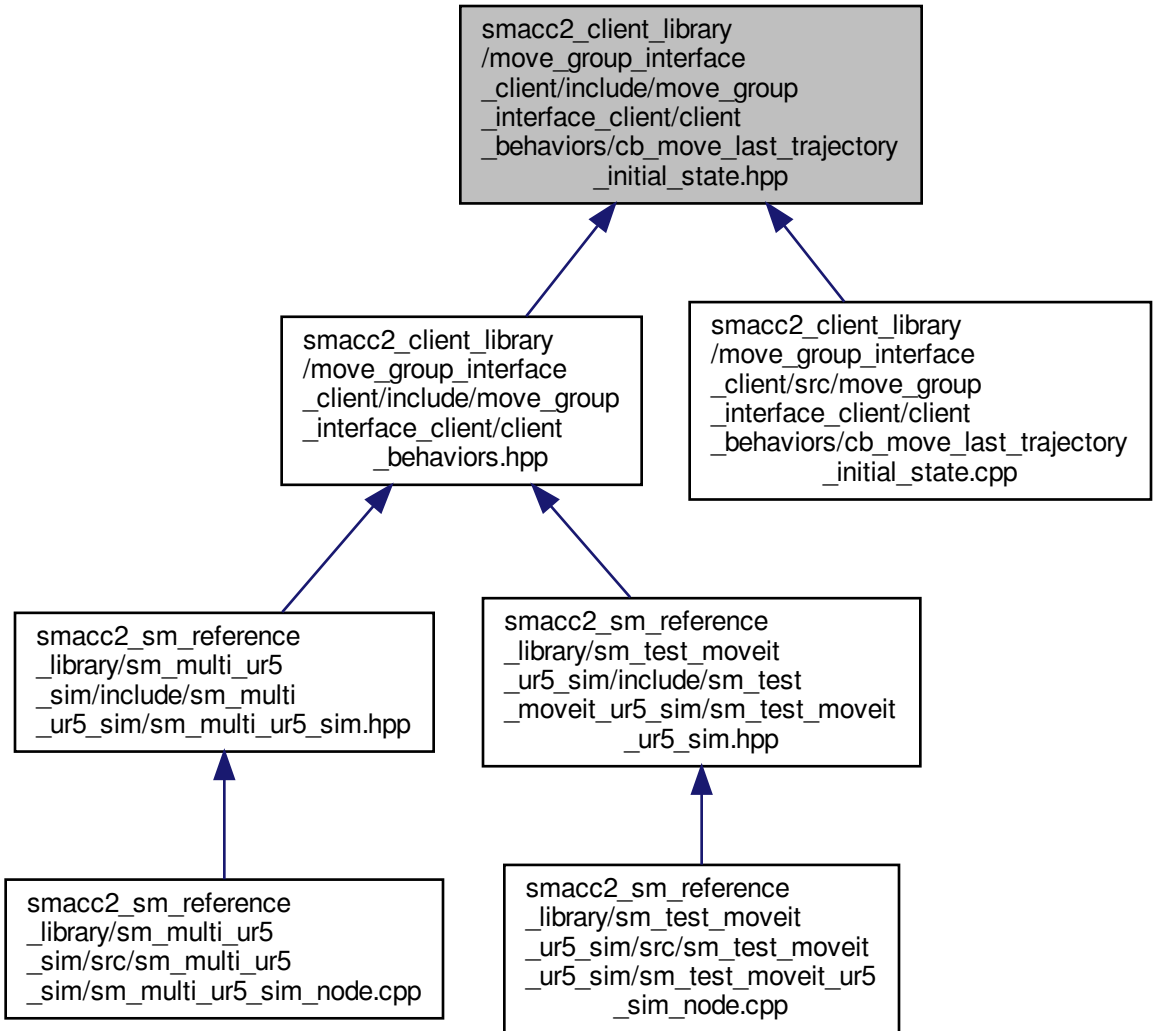 smacc2_client_library
/move_group_interface
_client/include/move_group
_interface_client/client
_behaviors/cb_move_last_trajectory
_initial_state.hpp
smacc2_client_library
/move_group_interface
_client/include/move_group
_interface_client/client
_behaviors.hpp
smacc2_client_library
/move_group_interface
_client/src/move_group
_interface_client/client
_behaviors/cb_move_last_trajectory
_initial_state.cpp
smacc2_sm_reference
_library/sm_multi_ur5
_sim/include/sm_multi
_ur5_sim/sm_multi_ur5_sim.hpp
smacc2_sm_reference
_library/sm_test_moveit
_ur5_sim/include/sm_test
_moveit_ur5_sim/sm_test_moveit
_ur5_sim.hpp
smacc2_sm_reference
_library/sm_multi_ur5
_sim/src/sm_multi_ur5
_sim/sm_multi_ur5_sim_node.cpp
smacc2_sm_reference
_library/sm_test_moveit
_ur5_sim/src/sm_test_moveit
_ur5_sim/sm_test_moveit_ur5
_sim_node.cpp